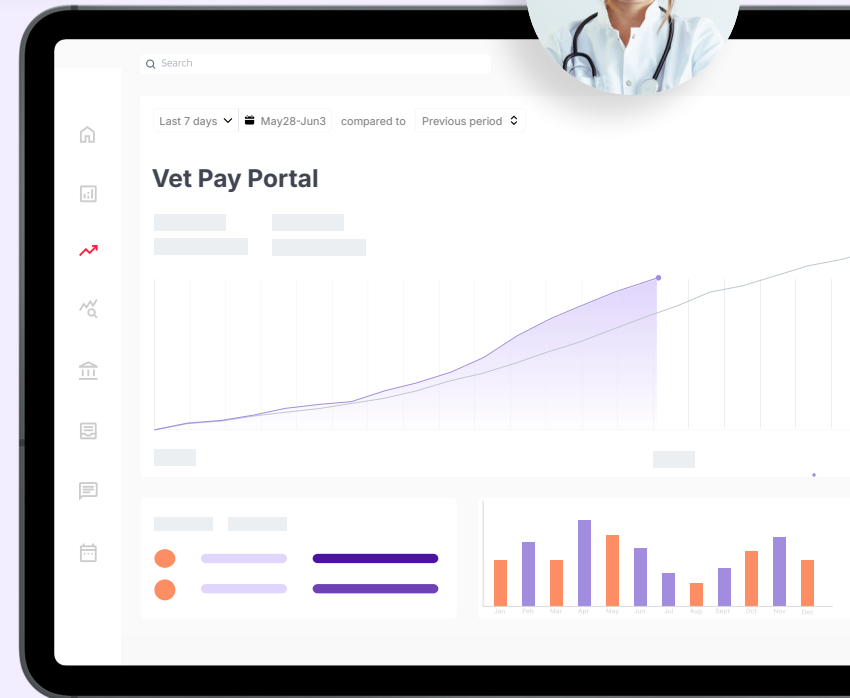 Search
Last 7 days May28-Jun3 compared to Previous period
Vet Pay Portal
Jan Feb Mar Apr May Jun Jul Aug Sept Oct Nov Dec